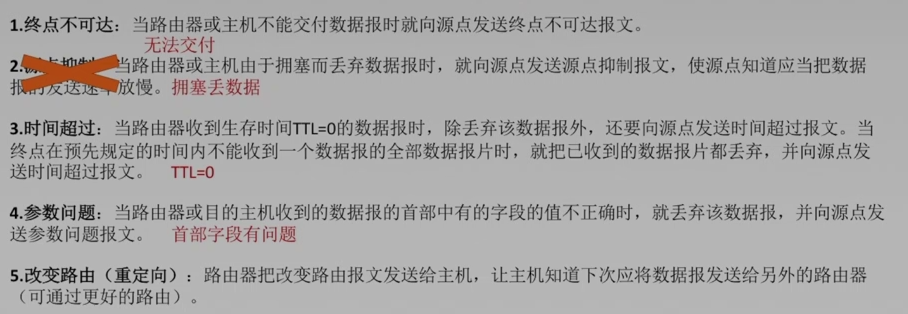 1.终点不可达：当路由器或主机不能交付数据报时就向源点发送终点不可达报文。
无法交付
2.源点抑制：当路由器或主机由于拥塞而丢弃数据报时，就向源点发送源点抑制报文，使源点知道应当把数据
报的发送速率放慢。拥塞丢数据
3.时间超过：当路由器收到生存时间TTL=0的数据报时，除丢弃该数据报外，还要向源点发送时间超过报文。当
终点在预先规定的时间内不能收到一个数据报的全部数据报片时，就把已收到的数据报片都丢弃，并向源点发
送时间超过报文。 TTL=0
4.参数问题：当路由器或目的主机收到的数据报的首部中有的字段的值不正确时，就丢弃该数据报，并向源点发
送参数问题报文。 首部字段有问题
5.改变路由（重定向）：路由器把改变路由报文发送给主机，让主机知道下次应将数据报发送给另外的路由器
（可通过更好的路由）。